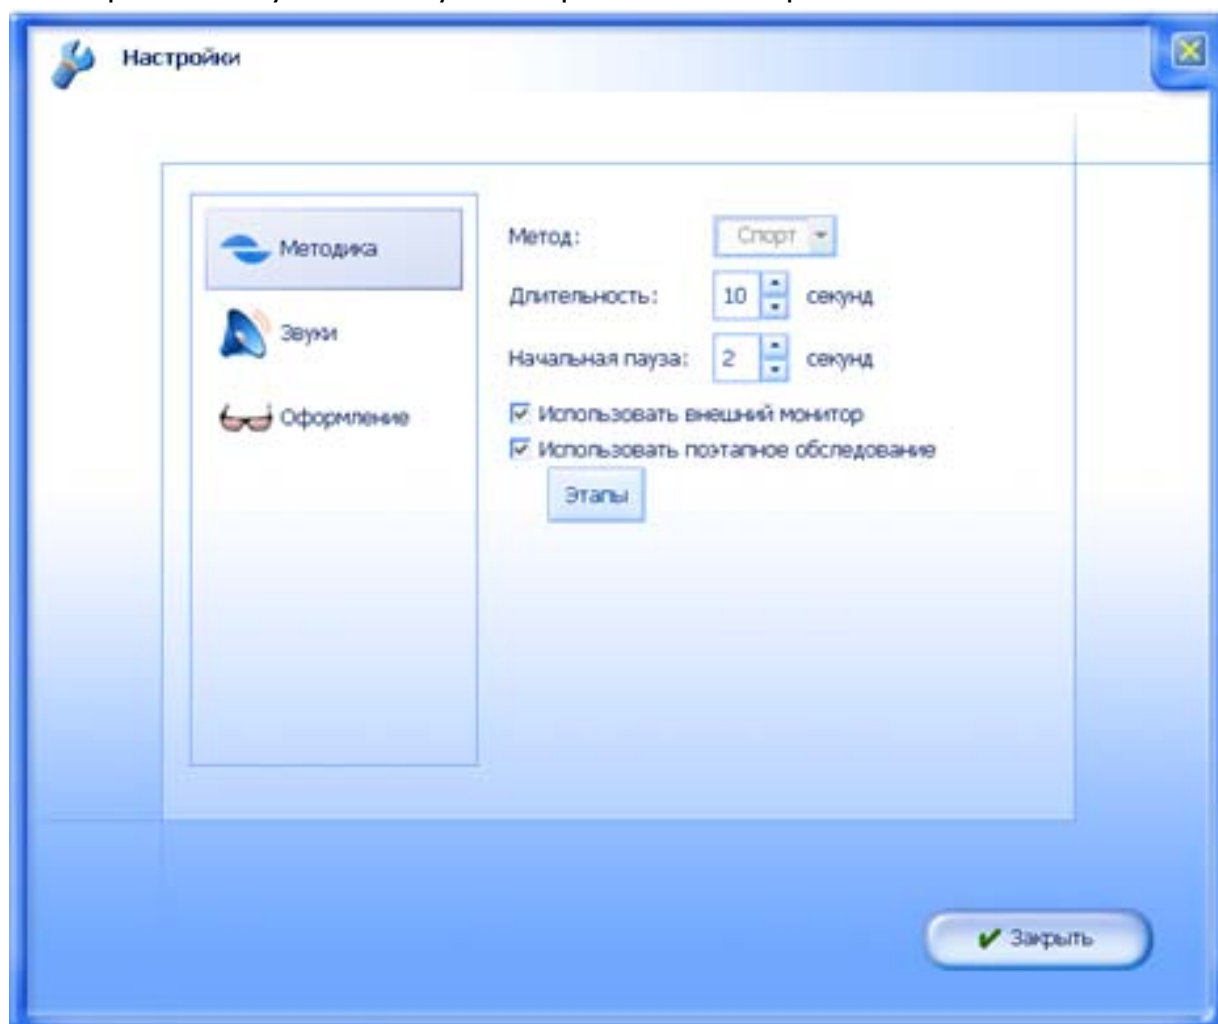 Настройки
Методика
Звуки
Оформление
Метод: Спорт
Длительность: 10 секунд
Начальная пауза: 2 секунд
Использовать внешний монитор
Использовать поэтапное обследование
Этапы
Закрыть